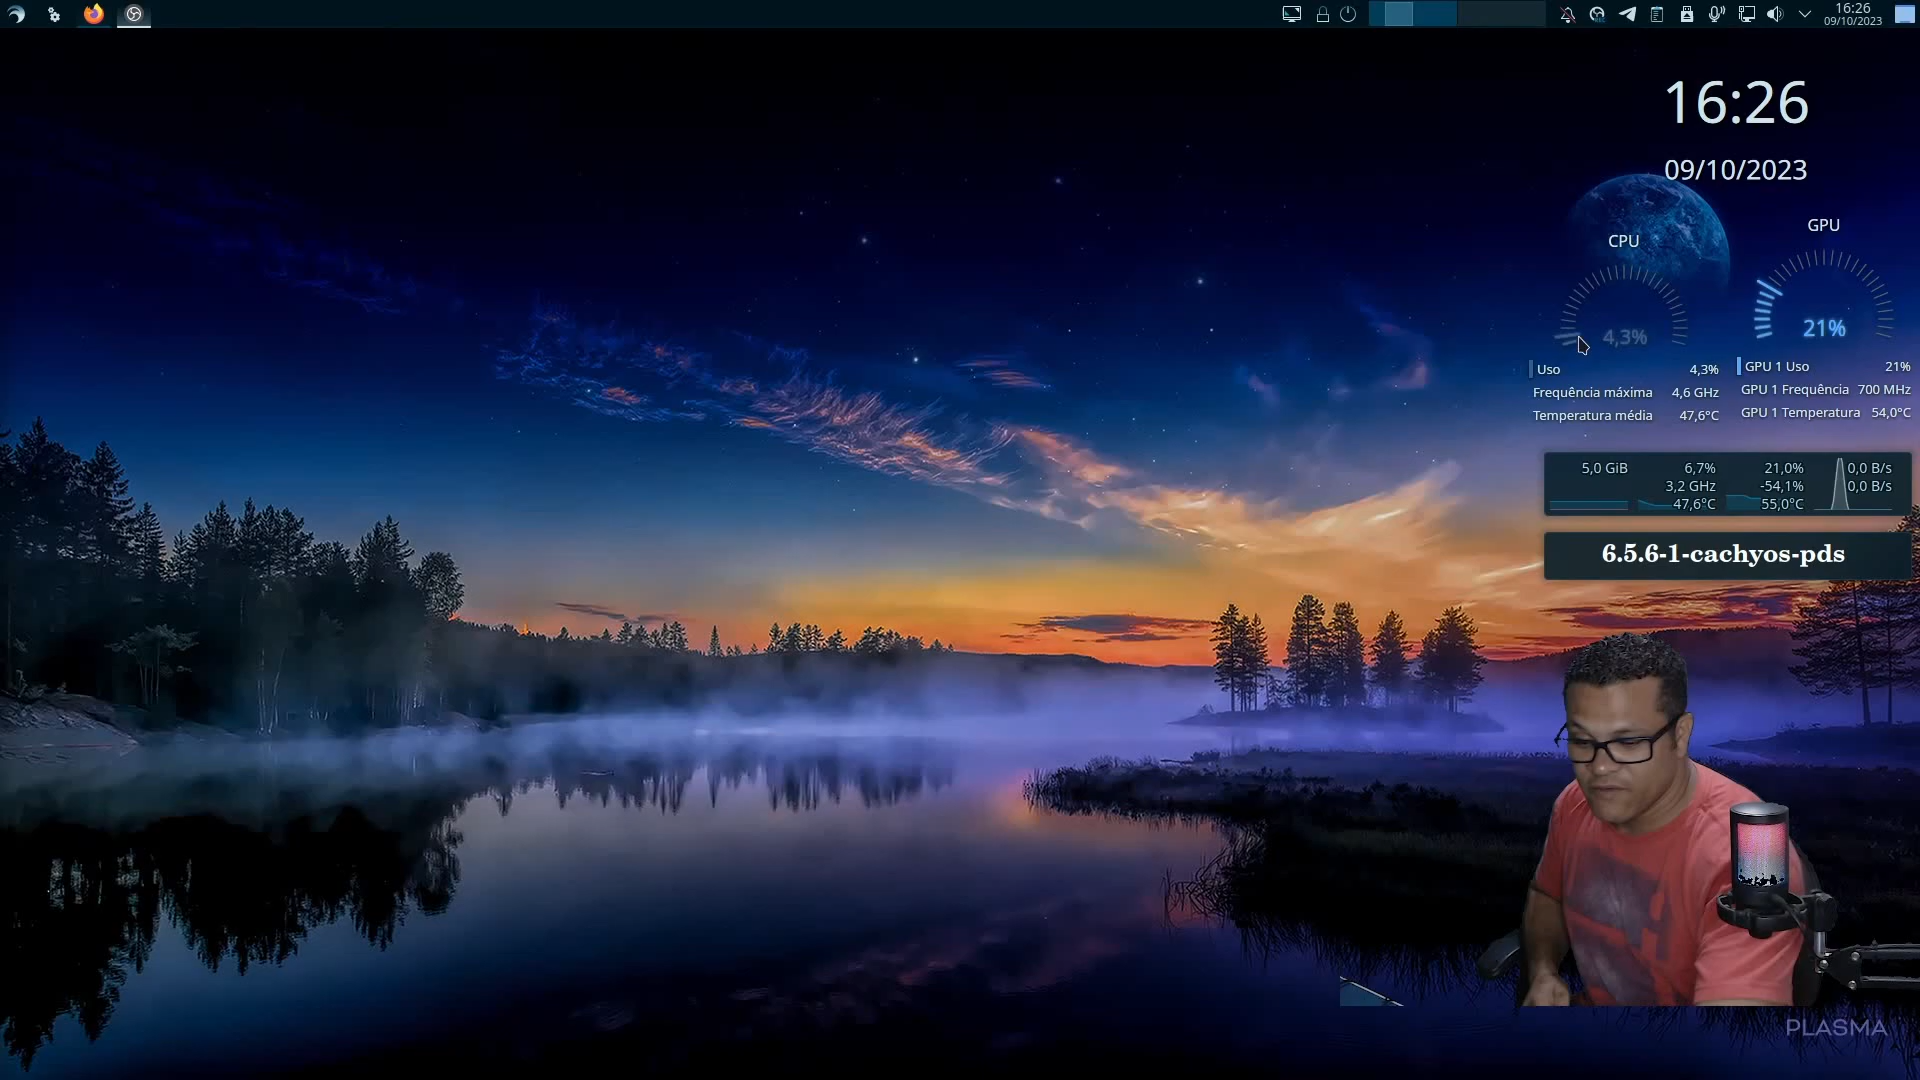 16:26
09/10/2023
16:26
09/10/2023
CPU
4,3%
Uso 4,3%
Frequência máxima 4,6 GHz
Temperatura média 47,6°C
GPU
21%
GPU 1 Uso 21%
GPU 1 Frequência 700 MHz
GPU 1 Temperatura 54,0°C
5,0 GiB 6,7% 21,0% 0,0 B/s
3,2 GHz -54,1% 0,0 B/s
47,6°C 55,0°C
6.5.6-1-cachyos-pds
PLASMA